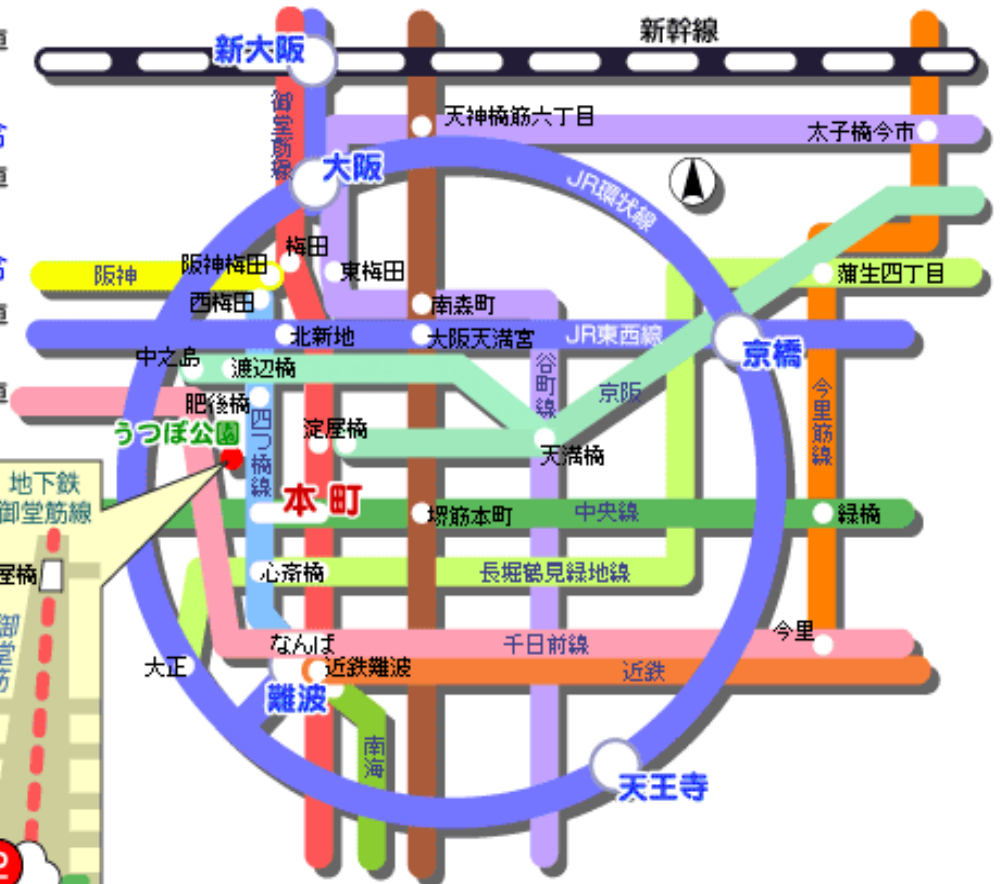 新幹線
新大阪
御堂筋線
天神橋筋六丁目
太子橋今市
大阪
JR環状線
梅田
阪神梅田
阪神
東梅田
蒲生四丁目
西梅田
南森町
北新地
大阪天満宮
JR東西線
京橋
中之島
渡辺橋
谷町線
京阪
今里筋線
肥後橋
四つ橋線
うつぼ公園
淀屋橋
天満橋
地下鉄
御堂筋線
本町
堺筋本町
中央線
緑橋
屋橋
心斎橋
長堀鶴見緑地線
御堂筋
なんば
千日前線
今里
大正
近鉄難波
近鉄
難波
南海
天王寺
2